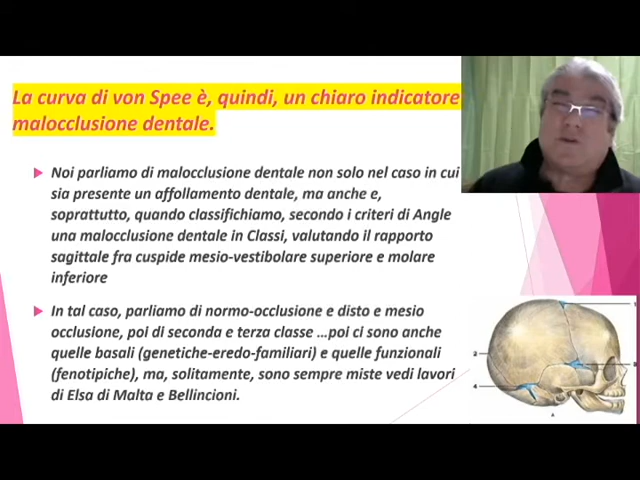 La curva di von Spee è, quindi, un chiaro indicatore
malocclusione dentale.
Noi parliamo di malocclusione dentale non solo nel caso in cui
sia presente un affollamento dentale, ma anche e,
soprattutto, quando classifichiamo, secondo i criteri di Angle
una malocclusione dentale in Classi, valutando il rapporto
sagittale fra cuspide mesio-vestibolare superiore e molare
inferiore
In tal caso, parliamo di normo-occlusione e disto e mesio
occlusione, poi di seconda e terza classe ...poi ci sono anche
quelle basali (genetiche-eredo-familiari) e quelle funzionali
(fenotipiche), ma, solitamente, sono sempre miste vedi lavori
di Elsa di Malta e Bellincioni.
1
2
3
4
A